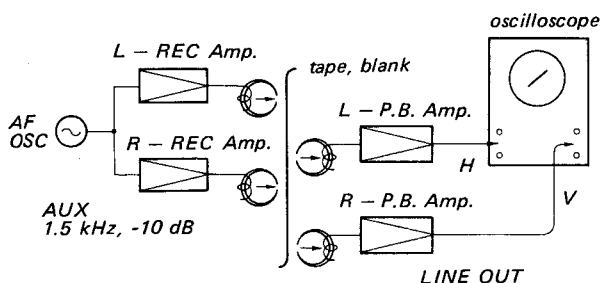 oscilloscope
L – REC Amp.
tape, blank
L – P.B. Amp.
AF
OSC
R – REC Amp.
H
R – P.B. Amp.
V
AUX
1.5 kHz, -10 dB
LINE OUT